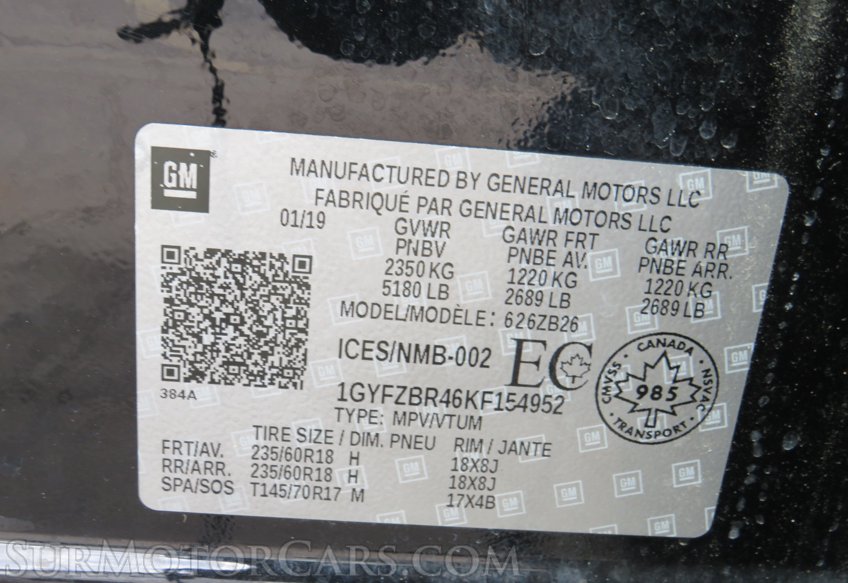 GM
MANUFACTURED BY GENERAL MOTORS LLC
FABRIQUÉ PAR GENERAL MOTORS LLC
01/19 GVWR GAWR FRT GAWR RR
PNBV PNBE AV. PNBE ARR.
2350 KG 1220 KG 1220 KG
5180 LB 2689 LB 2689 LB
MODEL/MODÈLE: 626ZB26
ICES/NMB-002 EC
CANADA
CMVSS 985 NSVAC
TRANSPORT
384A
1GYFZBR46KF154952
TYPE: MPV/VTUM
TIRE SIZE / DIM. PNEU RIM / JANTE
FRT/AV. 235/60R18 H 18X8J
RR/ARR. 235/60R18 H 18X8J
SPA/SOS T145/70R17 M 17X4B
SURMOTORCARS.COM